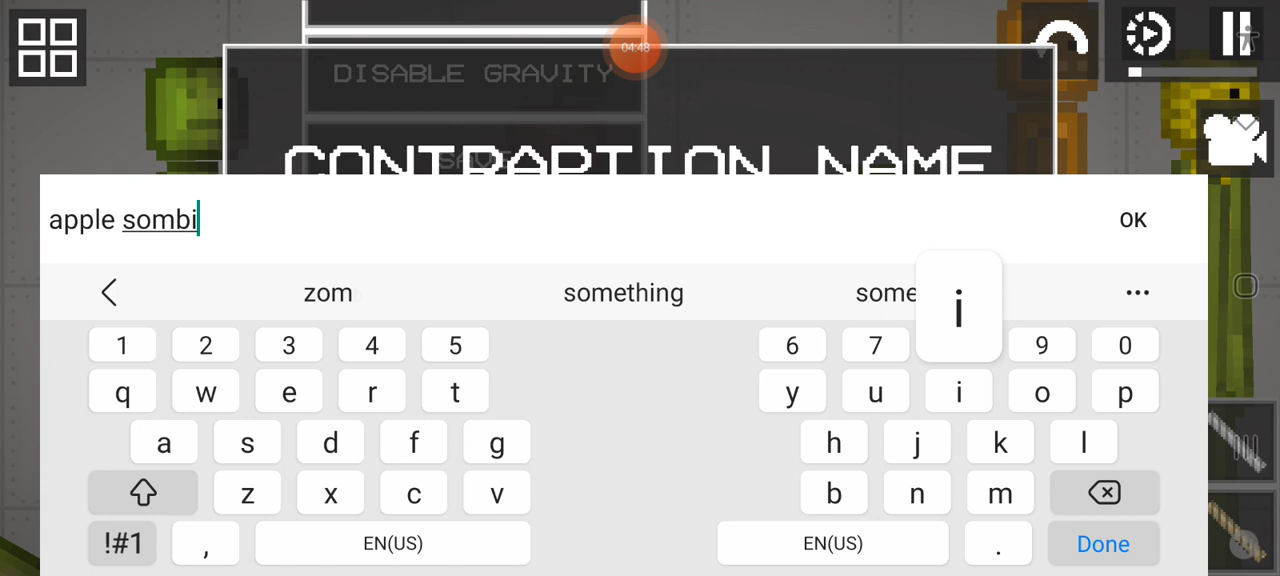 04:48
DISABLE GRAVITY
SAVE
CONTRAPTION NAME
apple sombi
OK
zom something some
i
1 2 3 4 5 6 7 9 0
q w e r t y u i o p
a s d f g h j k l
z x c v b n m
!#1 , EN(US) EN(US) . Done